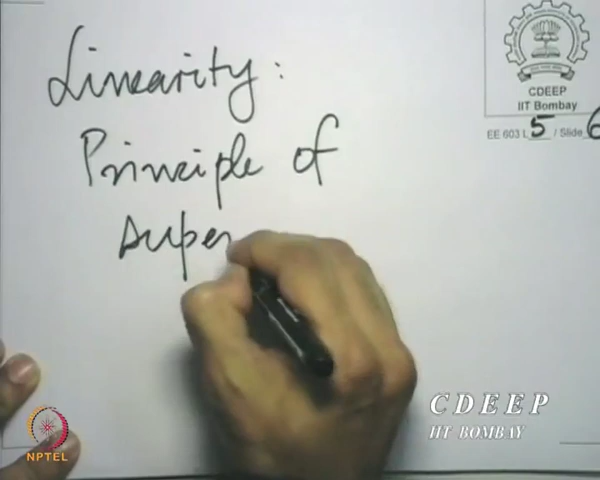 Linearity:
Principle of
super
CDEEP
IIT Bombay
EE 603 L 5 / Slide 6
CDEEP
IIT BOMBAY
NPTEL